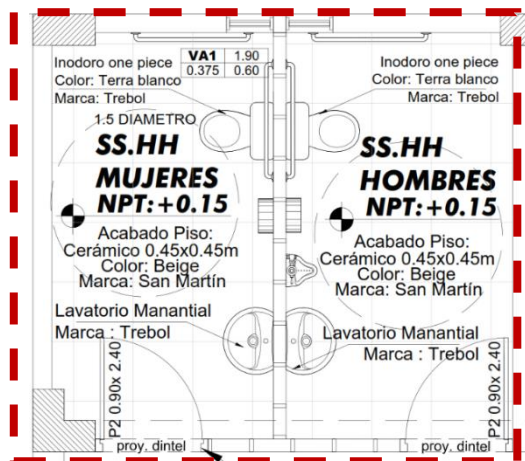 Inodoro one piece
Color: Terra blanco
Marca: Trebol
VA1 1.90
0.375 0.60
Inodoro one piece
Color: Terra blanco
Marca: Trebol
1.5 DIAMETRO
SS.HH
MUJERES
NPT:+0.15
Acabado Piso:
Cerámico 0.45x0.45m
Color: Beige
Marca: San Martín
SS.HH
HOMBRES
NPT:+0.15
Acabado Piso:
Cerámico 0.45x0.45m
Color: Beige
Marca: San Martín
Lavatorio Manantial
Marca : Trebol
Lavatorio Manantial
Marca : Trebol
P2 0.90x 2.40
P2 0.90x 2.40
proy. dintel
proy. dintel